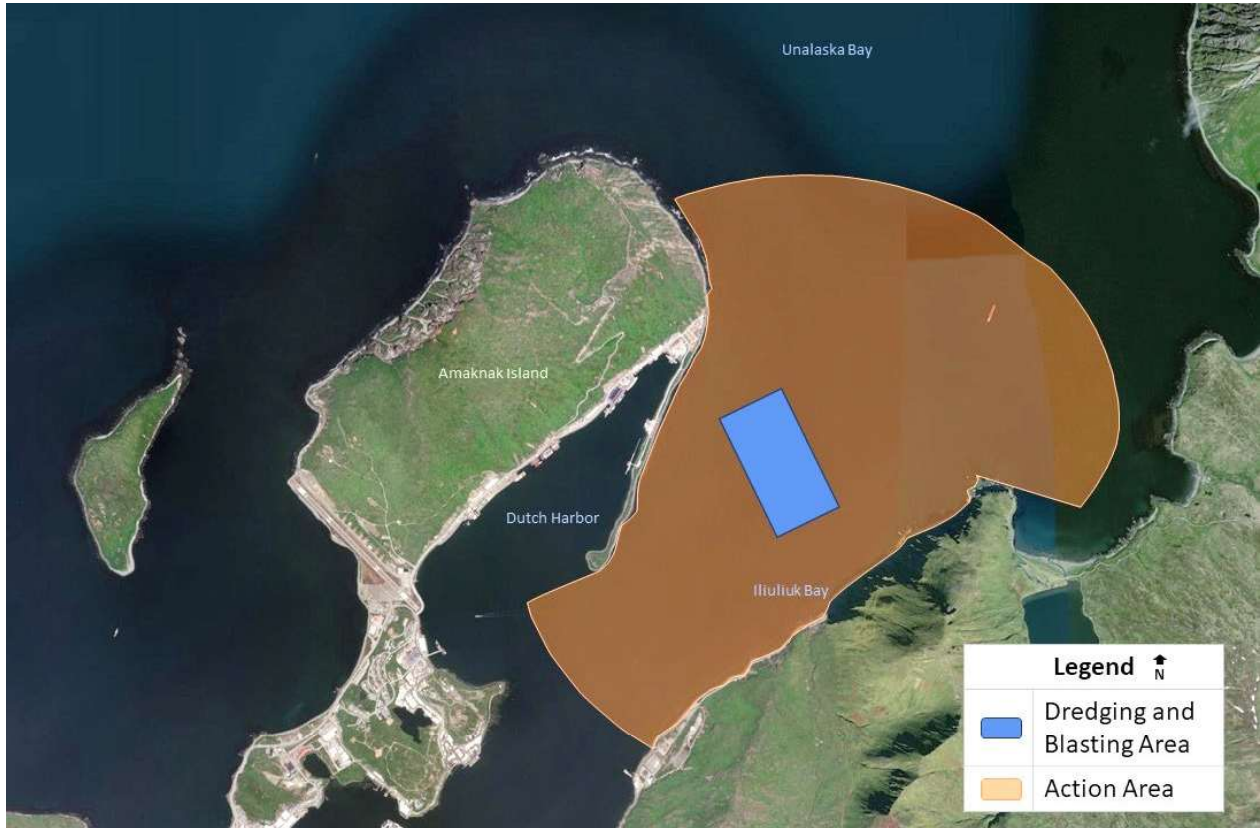 Unalaska Bay
Amaknak Island
Dutch Harbor
Iliuliuk Bay
Legend
N
Dredging and
Blasting Area
Action Area